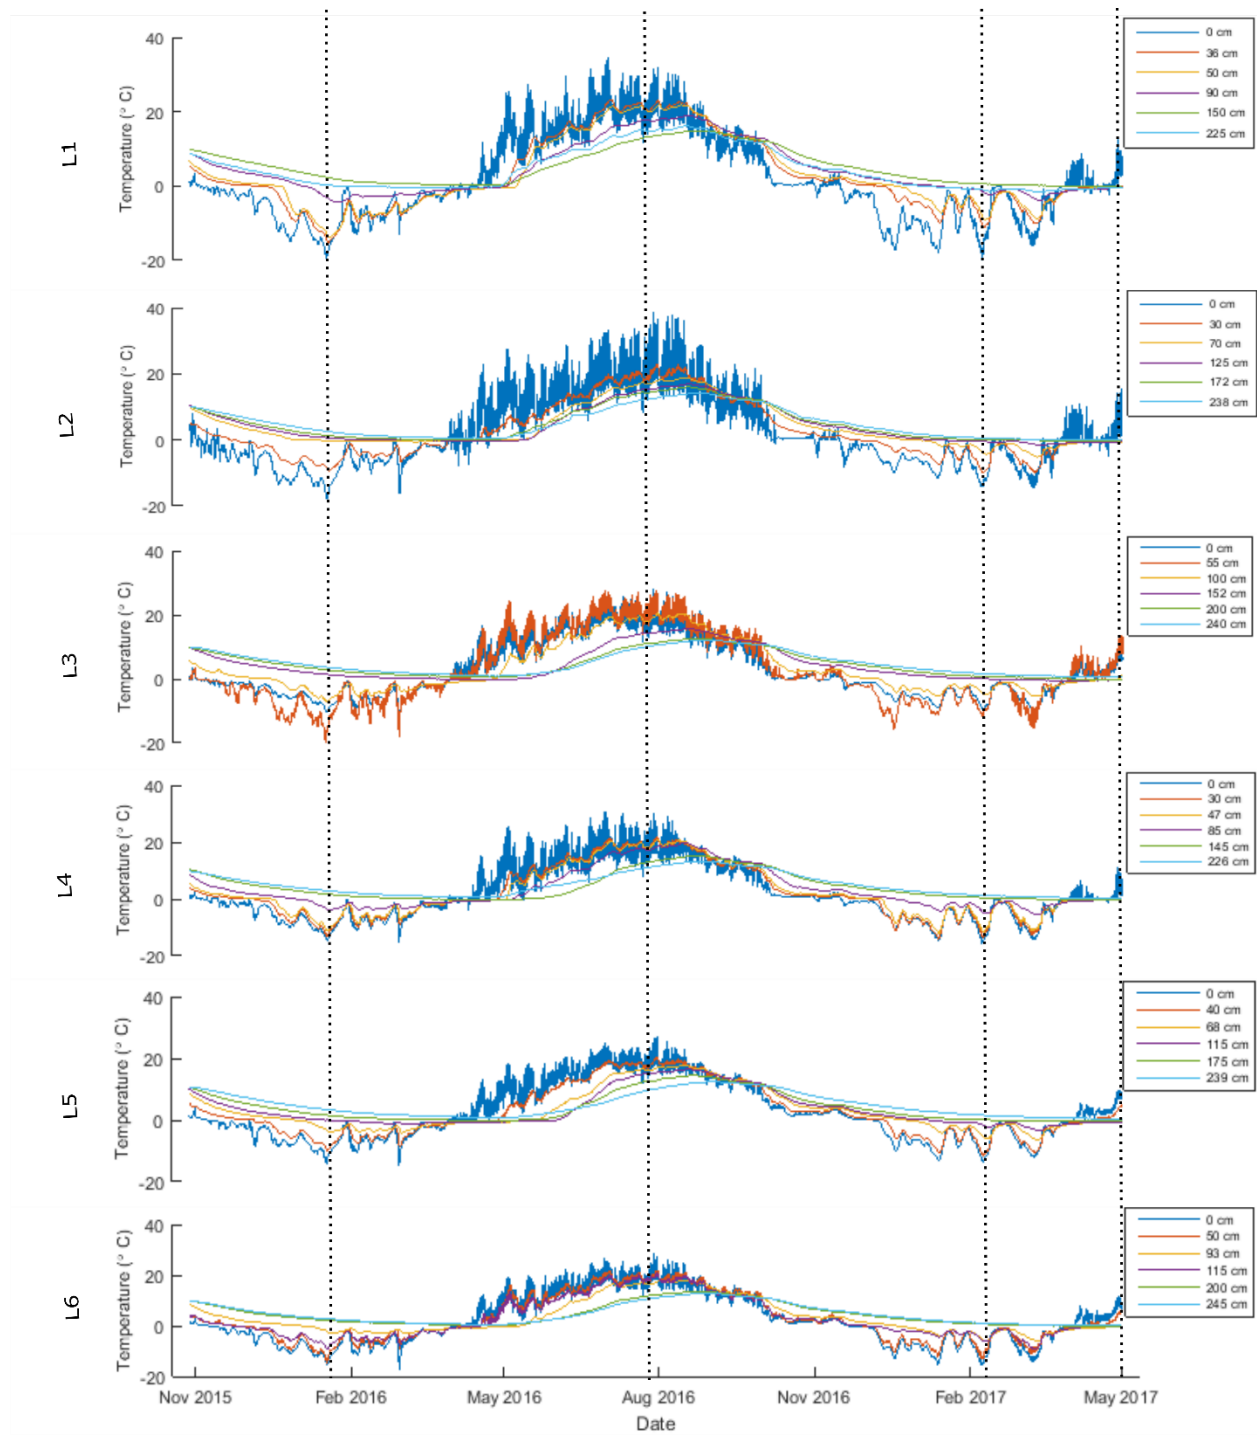 L1
Temperature (° C)
40
20
0
-20
0 cm
36 cm
50 cm
90 cm
150 cm
225 cm
L2
Temperature (° C)
40
20
0
-20
0 cm
30 cm
70 cm
125 cm
172 cm
238 cm
L3
Temperature (° C)
40
20
0
-20
0 cm
55 cm
100 cm
152 cm
200 cm
240 cm
L4
Temperature (° C)
40
20
0
-20
0 cm
30 cm
47 cm
85 cm
145 cm
226 cm
L5
Temperature (° C)
40
20
0
-20
0 cm
40 cm
68 cm
115 cm
175 cm
239 cm
L6
Temperature (° C)
40
20
0
-20
0 cm
50 cm
93 cm
115 cm
200 cm
245 cm
Nov 2015 Feb 2016 May 2016 Aug 2016 Nov 2016 Feb 2017 May 2017
Date